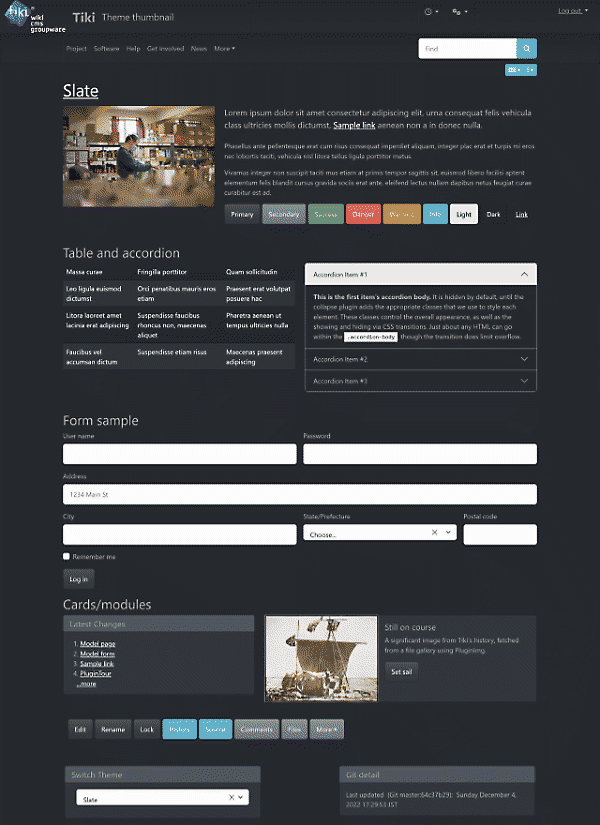 tiki
wiki
cms
groupware
Tiki Theme thumbnail
Log out
Project Software Help Get involved News More
Find
Slate
Lorem ipsum dolor sit amet consectetur adipiscing elit, urna consequat felis vehicula
class ultricies mollis dictumst, Sample link aenean non a in donec nulla.
Phasellus ante pellentesque erat cum risus consequat imperdiet aliquam, integer placerat et turpis mi eros
nec lobortis taciti, vehicula nisl litora tellus ligula porttitor metus.
Vivamus integer non suscipit taciti mus etiam at primis tempor sagittis sit, euismod libero facilisi aptent
elementum felis blandit cursus gravida sociis erat ante, eleifend lectus nullam dapibus netus feugiat curae
curabitur est ad.
Primary Secondary Success Danger Warning Info Light Dark Link
Table and accordion
Massa curae Fringilla porttitor Quam sollicitudin
Leo ligula euismod Orci penatibus mauris eros Praesent erat volutpat
dictumst etiam posuere hac
Litora laoreet amet Suspendisse faucibus Pharetra aenean ut
lacinia erat adipiscing rhoncus non, maecenas tempus ultricies nulla
aliquet
Faucibus vel Suspendisse etiam risus Maecenas praesent
accumsan dictum adipiscing
Accordion Item #1
This is the first item's accordion body. It is hidden by default, until the
collapse plugin adds the appropriate classes that we use to style each
element. These classes control the overall appearance, as well as the
showing and hiding via CSS transitions. Just about any HTML can go
within the .accordion-body, though the transition does limit overflow.
Accordion Item #2
Accordion Item #3
Form sample
User name Password
Address
1234 Main St
City State/Prefecture Postal code
Choose...
Remember me
Log in
Cards/modules
Latest Changes
1. Model page
2. Model form
3. Sample link
4. PluginTour
...more
Still on course
A significant image from Tiki's history, fetched
from a file gallery using PluginImg.
Set sail
Edit Rename Lock History Source Comments Files More
Switch Theme
Slate
Git detail
Last updated (Git master:64c37b29): Sunday December 4,
2022 17:29:53 JST